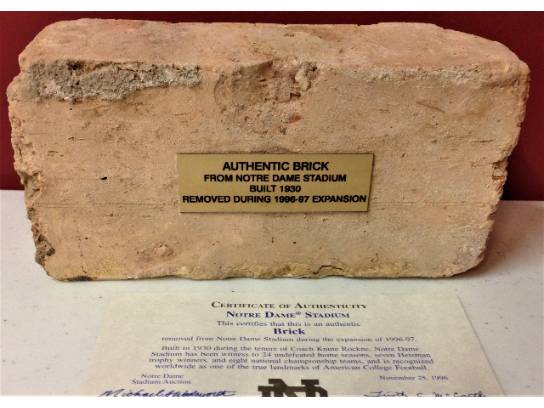 AUTHENTIC BRICK
FROM NOTRE DAME STADIUM
BUILT 1930
REMOVED DURING 1996-97 EXPANSION
CERTIFICATE OF AUTHENTICITY
NOTRE DAME® STADIUM
This certifies that this is an authentic
Brick
removed from Notre Dame Stadium during the expansion of 1996-97.
Built in 1930 during the tenure of Coach Knute Rockne, Notre Dame
Stadium has been witness to 24 undefeated home seasons, seven Heisman
trophy winners, and eight national championship teams, and is recognized
worldwide as one of the true landmarks of American College Football.
Notre Dame
Stadium Auction
November 25, 1996
Michael
ND